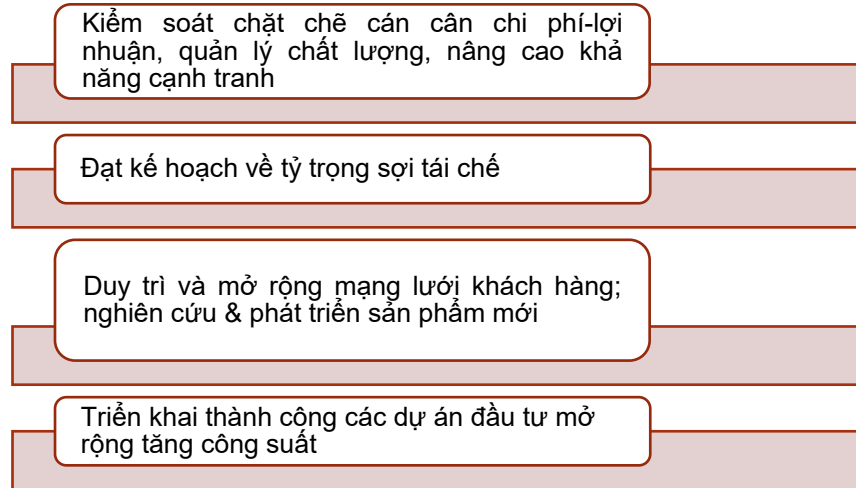 Kiểm soát chặt chẽ cán cân chi phí-lợi
nhuận, quản lý chất lượng, nâng cao khả
năng cạnh tranh
Đạt kế hoạch về tỷ trọng sợi tái chế
Duy trì và mở rộng mạng lưới khách hàng;
nghiên cứu & phát triển sản phẩm mới
Triển khai thành công các dự án đầu tư mở
rộng tăng công suất